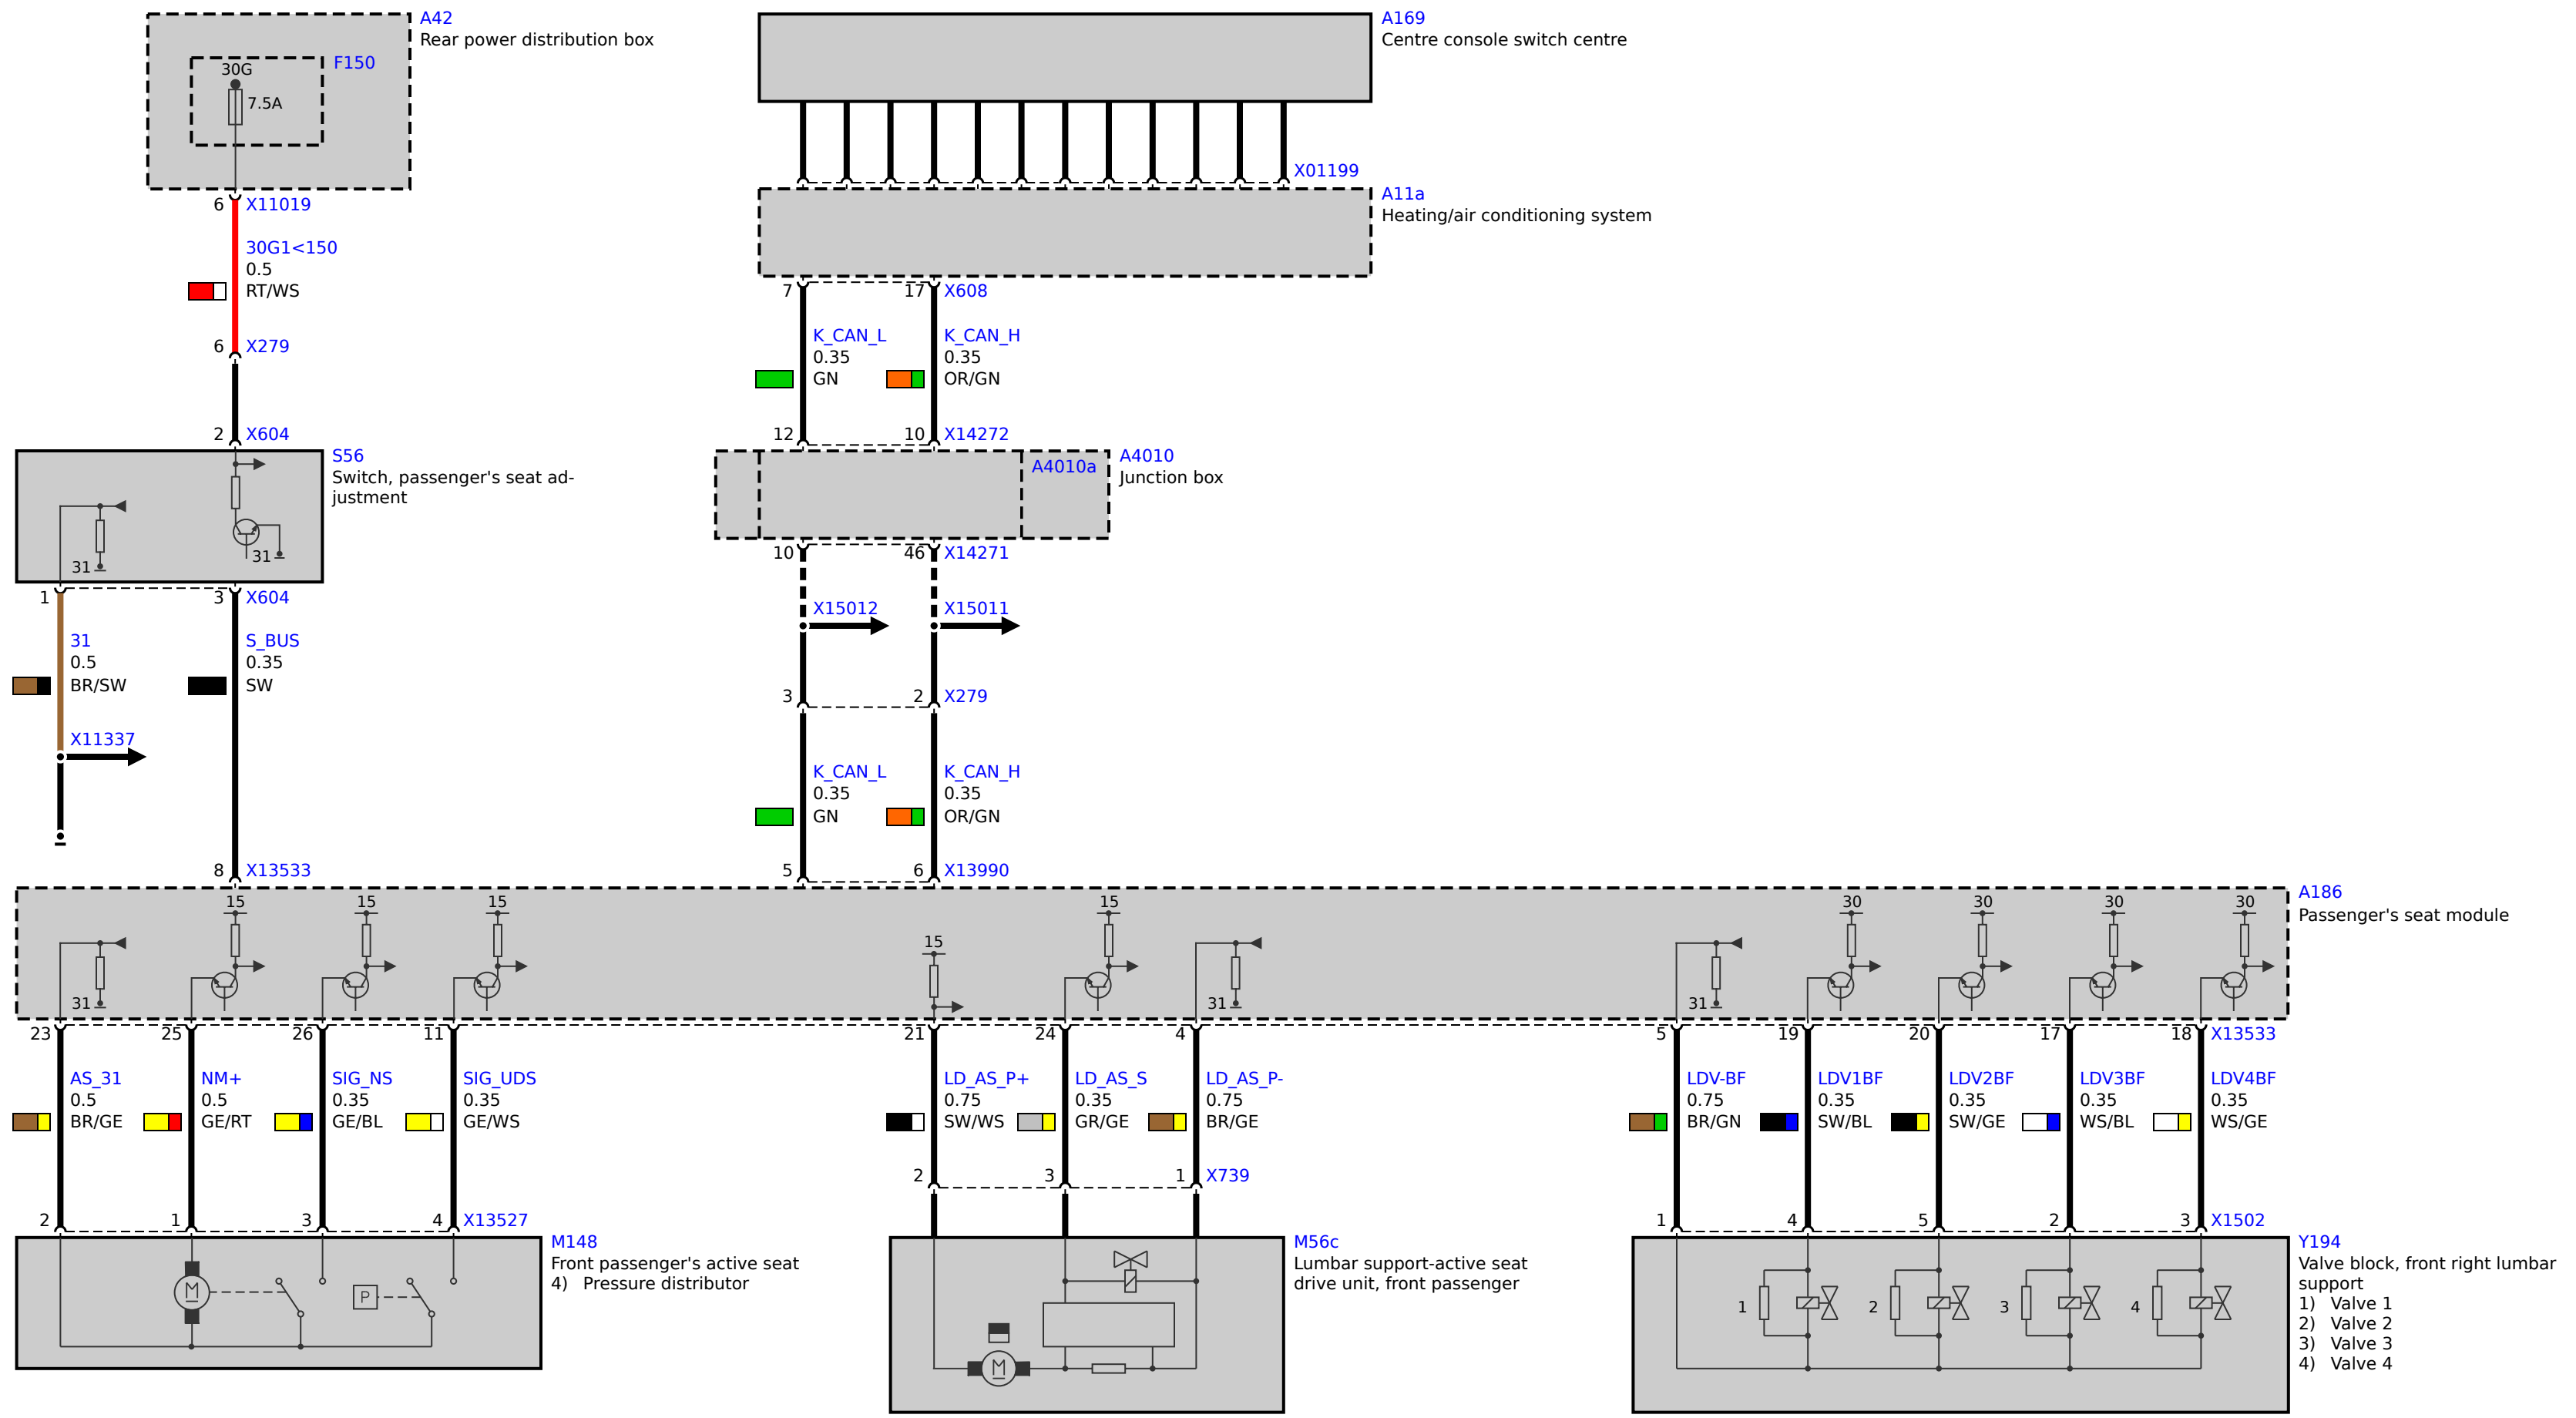 A42
Rear power distribution box
F150
30G
7.5A
6 X11019
30G1<150
0.5
RT/WS
6 X279
2 X604
S56
Switch, passenger's seat ad-
justment
31
31
1
3 X604
31
0.5
BR/SW
S_BUS
0.35
SW
X11337
8 X13533
A169
Centre console switch centre
X01199
A11a
Heating/air conditioning system
7
17 X608
K_CAN_L
0.35
GN
K_CAN_H
0.35
OR/GN
12
10 X14272
A4010a
A4010
Junction box
10
46 X14271
X15012
X15011
3
2 X279
K_CAN_L
0.35
GN
K_CAN_H
0.35
OR/GN
5
6 X13990
A186
Passenger's seat module
31
15
15
15
15
15
31
31
30
30
30
30
23
25
26
11
21
24
4
5
19
20
17
18 X13533
AS_31
0.5
BR/GE
NM+
0.5
GE/RT
SIG_NS
0.35
GE/BL
SIG_UDS
0.35
GE/WS
LD_AS_P+
0.75
SW/WS
LD_AS_S
0.35
GR/GE
LD_AS_P-
0.75
BR/GE
LDV-BF
0.75
BR/GN
LDV1BF
0.35
SW/BL
LDV2BF
0.35
SW/GE
LDV3BF
0.35
WS/BL
LDV4BF
0.35
WS/GE
2
3
1 X739
2
1
3
4 X13527
1
4
5
2
3 X1502
M
P
M148
Front passenger's active seat
4) Pressure distributor
M
M56c
Lumbar support-active seat
drive unit, front passenger
1
2
3
4
Y194
Valve block, front right lumbar
support
1) Valve 1
2) Valve 2
3) Valve 3
4) Valve 4